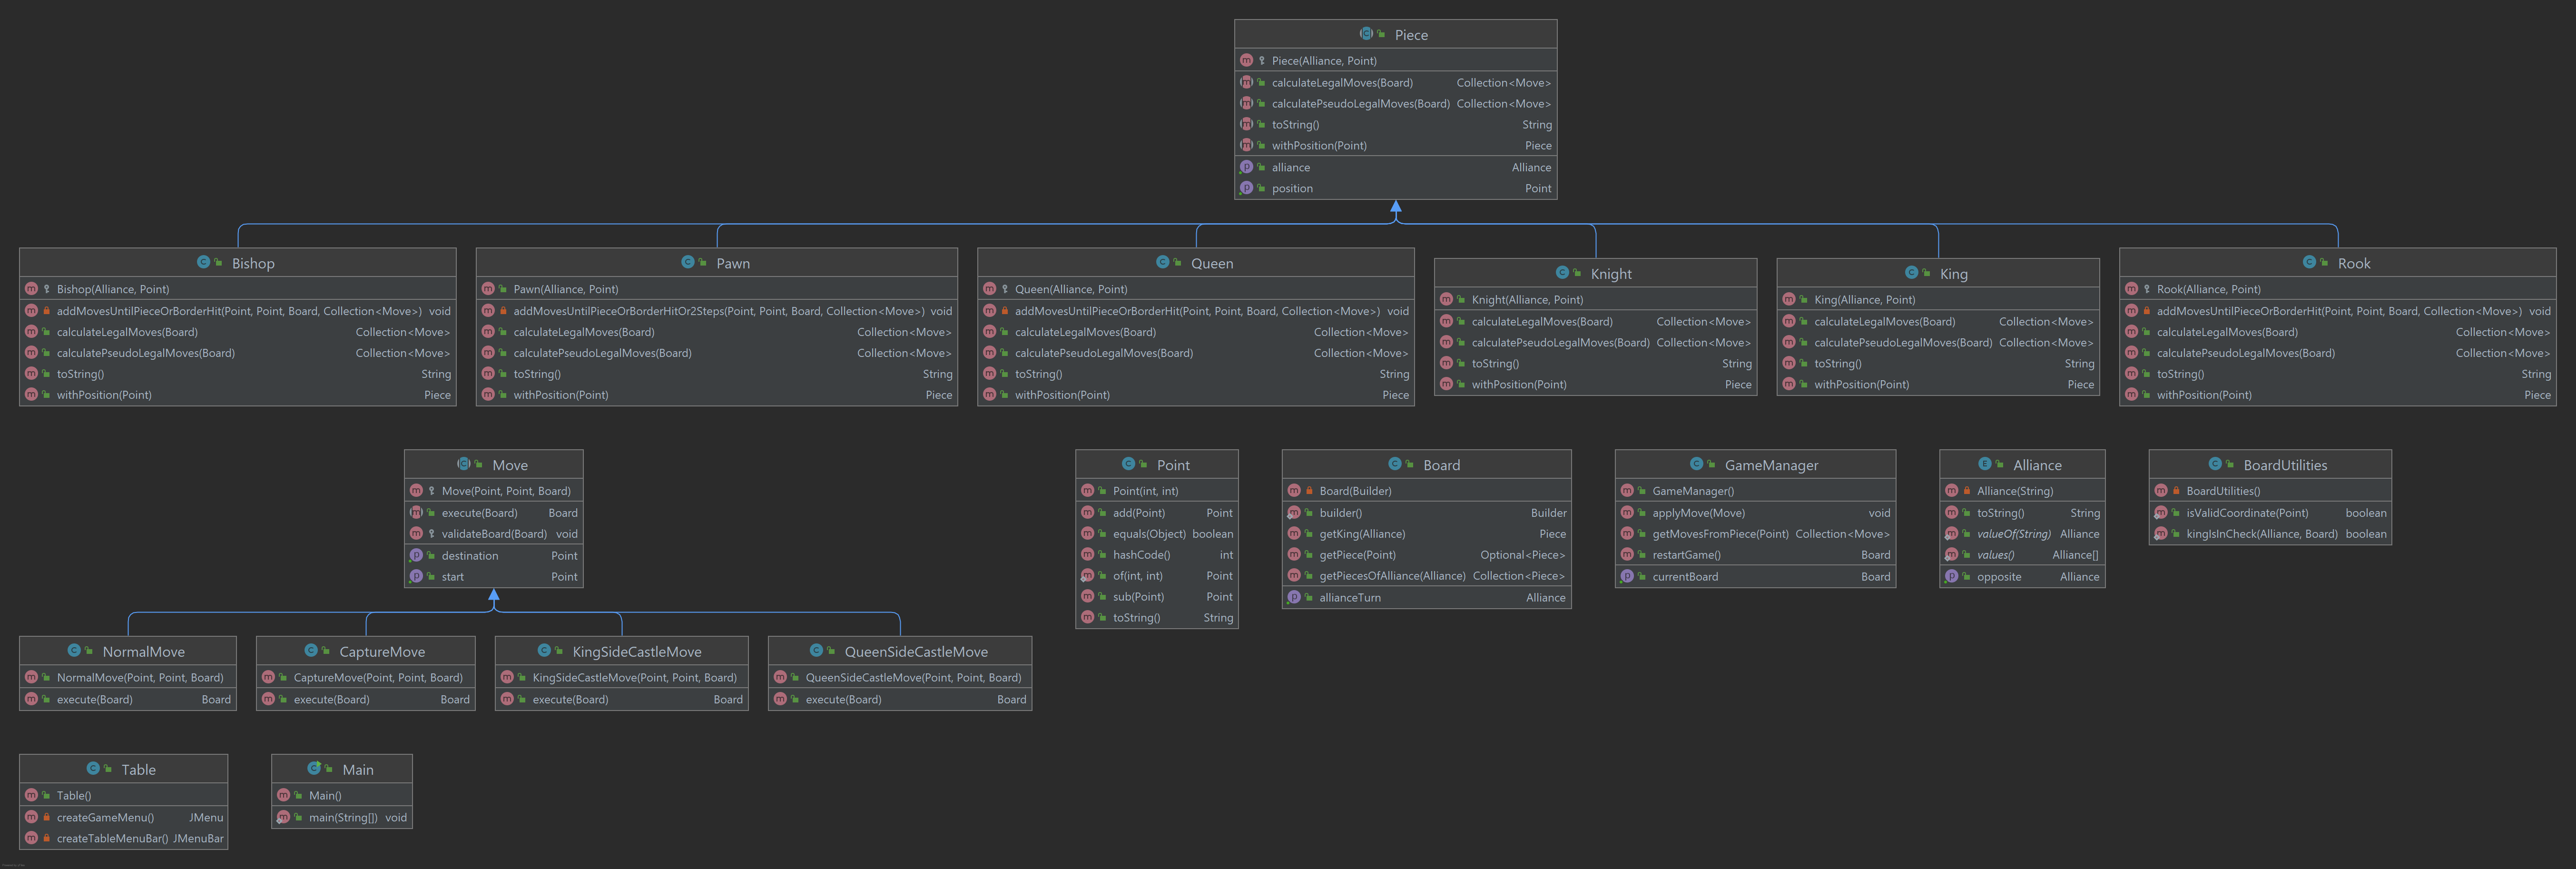 Piece
Piece(Alliance, Point)
calculateLegalMoves(Board) Collection<Move>
calculatePseudoLegalMoves(Board) Collection<Move>
toString() String
withPosition(Point) Piece
alliance Alliance
position Point
Bishop
Bishop(Alliance, Point)
addMovesUntilPieceOrBorderHit(Point, Point, Board, Collection<Move>) void
calculateLegalMoves(Board) Collection<Move>
calculatePseudoLegalMoves(Board) Collection<Move>
toString() String
withPosition(Point) Piece
Pawn
Pawn(Alliance, Point)
addMovesUntilPieceOrBorderHitOr2Steps(Point, Point, Board, Collection<Move>) void
calculateLegalMoves(Board) Collection<Move>
calculatePseudoLegalMoves(Board) Collection<Move>
toString() String
withPosition(Point) Piece
Queen
Queen(Alliance, Point)
addMovesUntilPieceOrBorderHit(Point, Point, Board, Collection<Move>) void
calculateLegalMoves(Board) Collection<Move>
calculatePseudoLegalMoves(Board) Collection<Move>
toString() String
withPosition(Point) Piece
Knight
Knight(Alliance, Point)
calculateLegalMoves(Board) Collection<Move>
calculatePseudoLegalMoves(Board) Collection<Move>
toString() String
withPosition(Point) Piece
King
King(Alliance, Point)
calculateLegalMoves(Board) Collection<Move>
calculatePseudoLegalMoves(Board) Collection<Move>
toString() String
withPosition(Point) Piece
Rook
Rook(Alliance, Point)
addMovesUntilPieceOrBorderHit(Point, Point, Board, Collection<Move>) void
calculateLegalMoves(Board) Collection<Move>
calculatePseudoLegalMoves(Board) Collection<Move>
toString() String
withPosition(Point) Piece
Move
Move(Point, Point, Board)
execute(Board) Board
validateBoard(Board) void
destination Point
start Point
Point
Point(int, int)
add(Point) Point
equals(Object) boolean
hashCode() int
of(int, int) Point
sub(Point) Point
toString() String
Board
Board(Builder)
builder() Builder
getKing(Alliance) Piece
getPiece(Point) Optional<Piece>
getPiecesOfAlliance(Alliance) Collection<Piece>
allianceTurn Alliance
GameManager
GameManager()
applyMove(Move) void
getMovesFromPiece(Point) Collection<Move>
restartGame() Board
currentBoard Board
Alliance
Alliance(String)
toString() String
valueOf(String) Alliance
values() Alliance[]
opposite Alliance
BoardUtilities
BoardUtilities()
isValidCoordinate(Point) boolean
kingIsInCheck(Alliance, Board) boolean
NormalMove
NormalMove(Point, Point, Board)
execute(Board) Board
CaptureMove
CaptureMove(Point, Point, Board)
execute(Board) Board
KingSideCastleMove
KingSideCastleMove(Point, Point, Board)
execute(Board) Board
QueenSideCastleMove
QueenSideCastleMove(Point, Point, Board)
execute(Board) Board
Table
Table()
createGameMenu() JMenu
createTableMenuBar() JMenuBar
Main
Main()
main(String[]) void